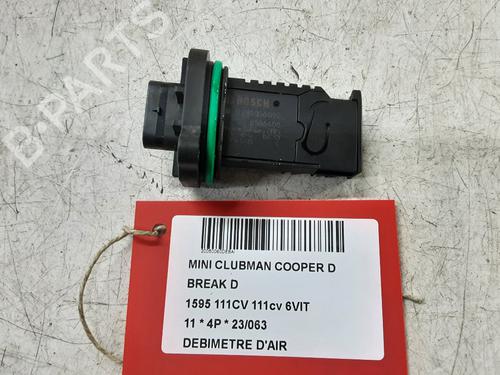 B-PARTS
BOSCH
MINI CLUBMAN COOPER D
BREAK D
1595 111CV 111cv 6VIT
11 * 4P * 23/063
DEBIMETRE D'AIR